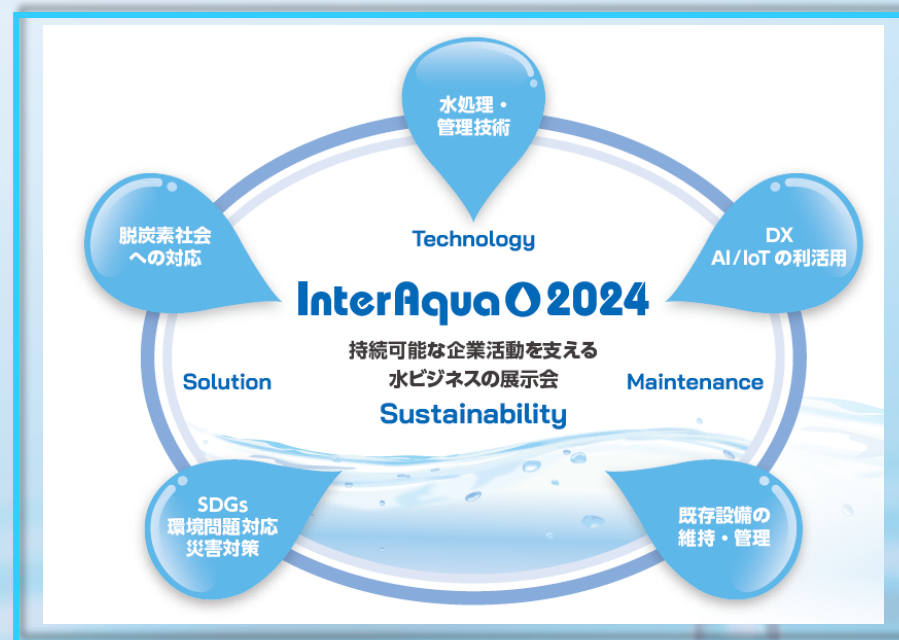 水処理・
管理技術
脱炭素社会
への対応
DX
AI/IoTの利活用
Technology
InterAqua 2024
持続可能な企業活動を支える
水ビジネスの展示会
Solution
Maintenance
Sustainability
SDGs
環境問題対応
災害対策
既存設備の
維持・管理